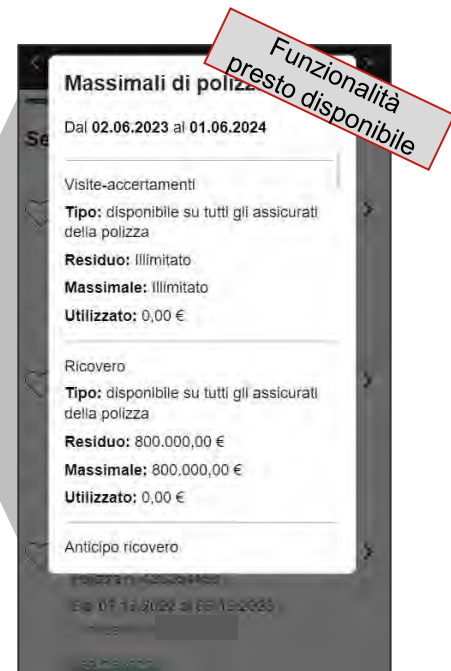 Funzionalità
presto disponibile
Massimali di poliz
Dal 02.06.2023 al 01.06.2024
Se
Visite-accertamenti
Tipo: disponibile su tutti gli assicurati
della polizza
Residuo: Illimitato
Massimale: Illimitato
Utilizzato: 0,00 €
Ricovero
Tipo: disponibile su tutti gli assicurati
della polizza
Residuo: 800.000,00 €
Massimale: 800.000,00 €
Utilizzato: 0,00 €
Anticipo ricovero